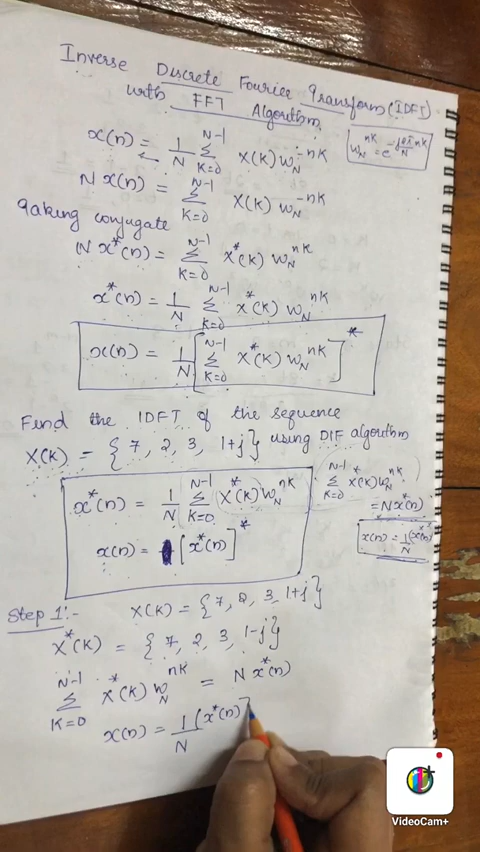 Inverse Discrete Fourier Transform (IDFT)
with FFT Algorithm
x(n) = 1/N Σ_{K=0}^{N-1} X(K) W_N^{-nK}
W_N^{nK} = e^{-j2π/N nK}
N x(n) = Σ_{K=0}^{N-1} X(K) W_N^{-nK}
Taking conjugate
N x*(n) = Σ_{K=0}^{N-1} X*(K) W_N^{nK}
x*(n) = 1/N Σ_{K=0}^{N-1} X*(K) W_N^{nK}
x(n) = 1/N [Σ_{K=0}^{N-1} X*(K) W_N^{nK}]*
Find the IDFT of the sequence
X(K) = {7, 2, 3, 1+j} using DIF algorithm
x*(n) = 1/N Σ_{K=0}^{N-1} (X*(K)) W_N^{nK}
x(n) = [x*(n)]*
Σ_{K=0}^{N-1} X*(K) W_N^{nK}
= N x*(n)
x(n) = 1/N (x*(n))*
Step 1:- X(K) = {7, 2, 3, 1+j}
X*(K) = {7, 2, 3, 1-j}
Σ_{K=0}^{N-1} X*(K) W_N^{nK} = N x*(n)
x(n) = 1/N [x*(n)]
VideoCam+